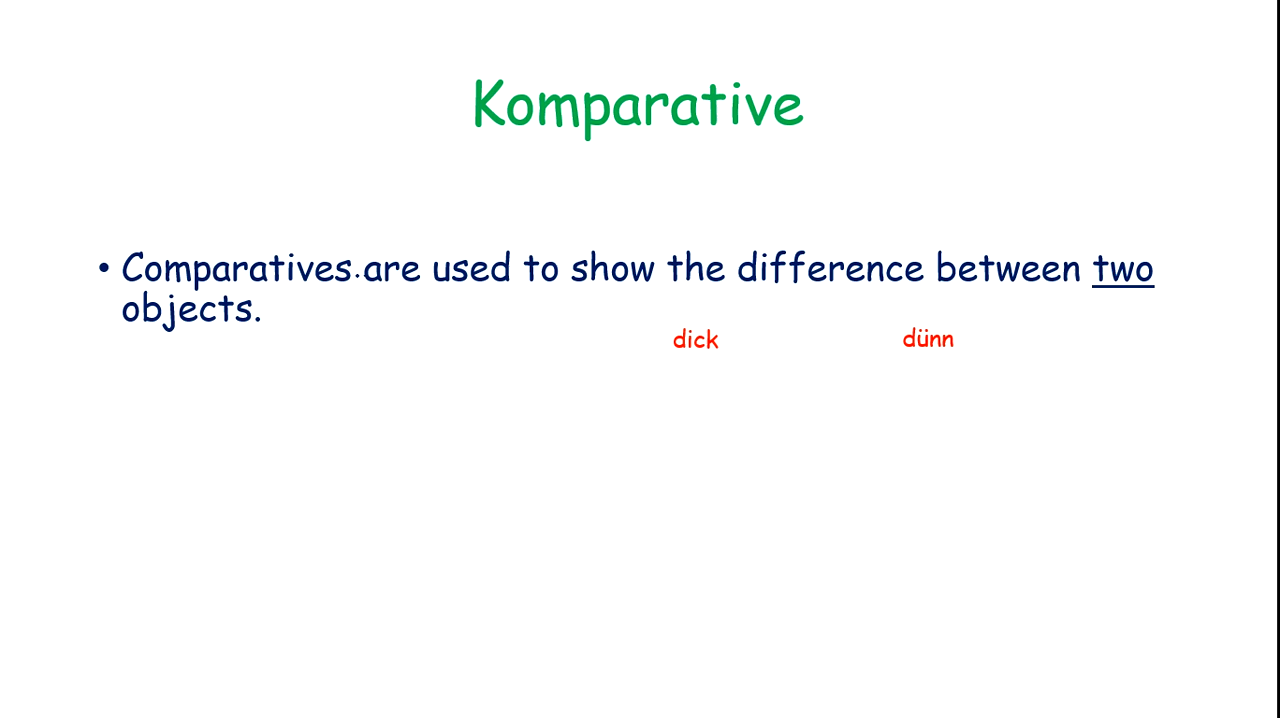 Komparative
• Comparatives are used to show the difference between two
objects.
dick dünn